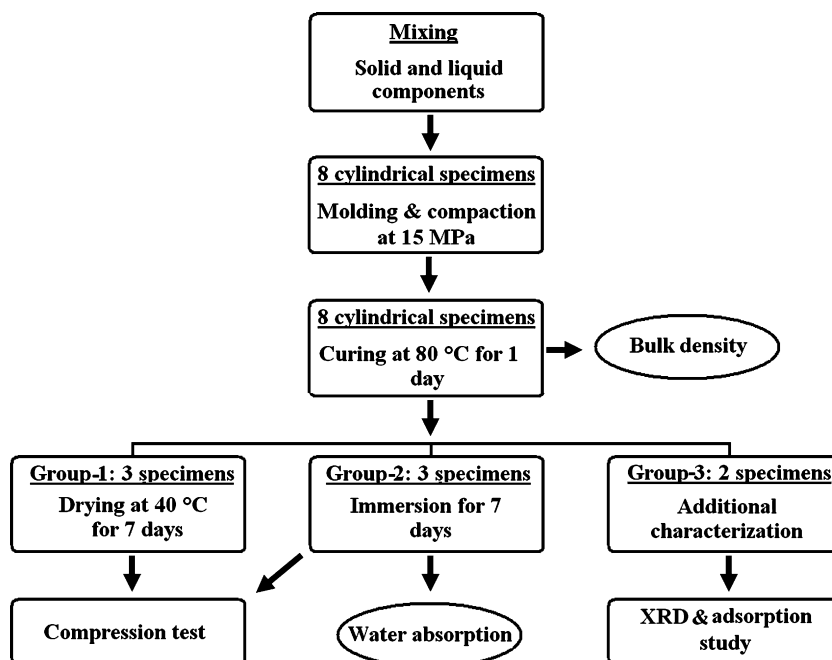 Mixing
Solid and liquid
components
8 cylindrical specimens
Molding & compaction
at 15 MPa
8 cylindrical specimens
Curing at 80 °C for 1
day
Bulk density
Group-1: 3 specimens
Drying at 40 °C
for 7 days
Group-2: 3 specimens
Immersion for 7
days
Group-3: 2 specimens
Additional
characterization
Compression test
Water absorption
XRD & adsorption
study